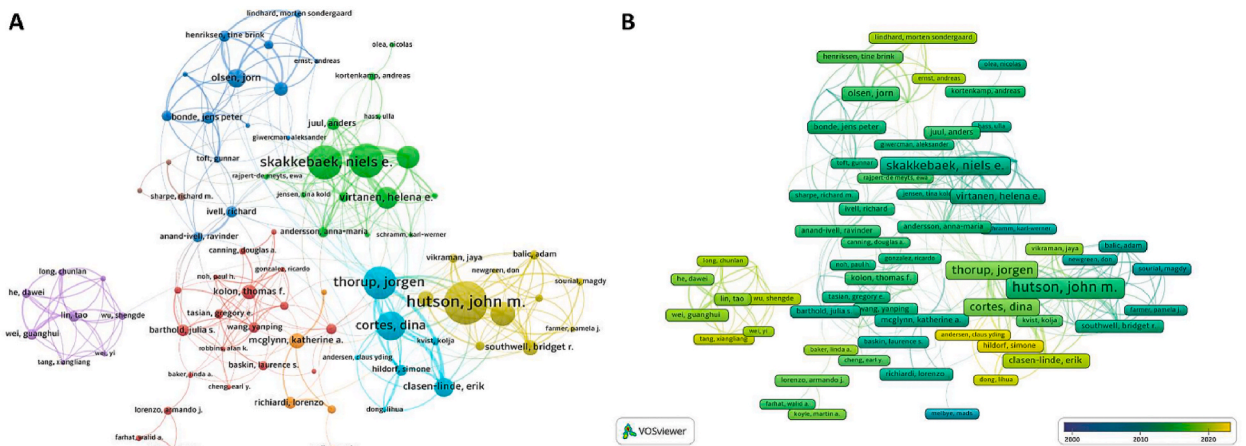 A
lindhard, morten sondergaard
henriksen, tine brink
olea, nicolas
ernst, andreas
kortenkamp, andreas
olsen, jorn
hass, ulla
bonde, jens peter
juul, anders
giwercman, aleksander
toft, gunnar
skakkebaek, niels e.
rajpert-de meyts, ewa
sharpe, richard m.
jensen, tina kold
virtanen, helena e.
ivell, richard
anand-ivell, ravinder
andersson, anna-maria
schramm, karl-werner
canning, douglas a.
vikraman, jaya
balic, adam
long, chunlan
noh, paul h.
gonzalez, ricardo
newgreen, don
sourial, magdy
he, dawei
kolon, thomas f.
thorup, jorgen
hutson, john m.
lin, tao
wu, shengde
tasian, gregory e.
wei, guanghui
barthold, julia s.
wang, yanping
cortes, dina
farmer, pamela j.
wei, yi
robbins, alan k.
mcglynn, katherine a.
kvist, kolja
southwell, bridget r.
tang, xiangliang
andersen, claus yding
baskin, laurence s.
hildorf, simone
baker, linda a.
cheng, earl y.
clasen-linde, erik
richiardi, lorenzo
dong, lihua
lorenzo, armando j.
farhat, walid a.
B
lindhard, morten sondergaard
henriksen, tine brink
olea, nicolas
ernst, andreas
kortenkamp, andreas
olsen, jorn
bonde, jens peter
hass, ulla
juul, anders
giwercman, aleksander
toft, gunnar
skakkebaek, niels e.
rajpert-de meyts, ewa
sharpe, richard m.
jensen, tina kold
virtanen, helena e.
ivell, richard
anand-ivell, ravinder
andersson, anna-maria
schramm, karl-werner
canning, douglas a.
vikraman, jaya
balic, adam
long, chunlan
noh, paul h.
gonzalez, ricardo
newgreen, don
sourial, magdy
he, dawei
kolon, thomas f.
thorup, jorgen
hutson, john m.
lin, tao
wu, shengde
tasian, gregory e.
wei, guanghui
barthold, julia s.
wang, yanping
cortes, dina
farmer, pamela j.
mcglynn, katherine a.
kvist, kolja
southwell, bridget r.
wei, yi
tang, xiangliang
andersen, claus yding
baskin, laurence s.
hildorf, simone
baker, linda a.
cheng, earl y.
clasen-linde, erik
richiardi, lorenzo
dong, lihua
lorenzo, armando j.
farhat, walid a.
koyle, martin a.
melbye, mads
VOSviewer
2000 2010 2020